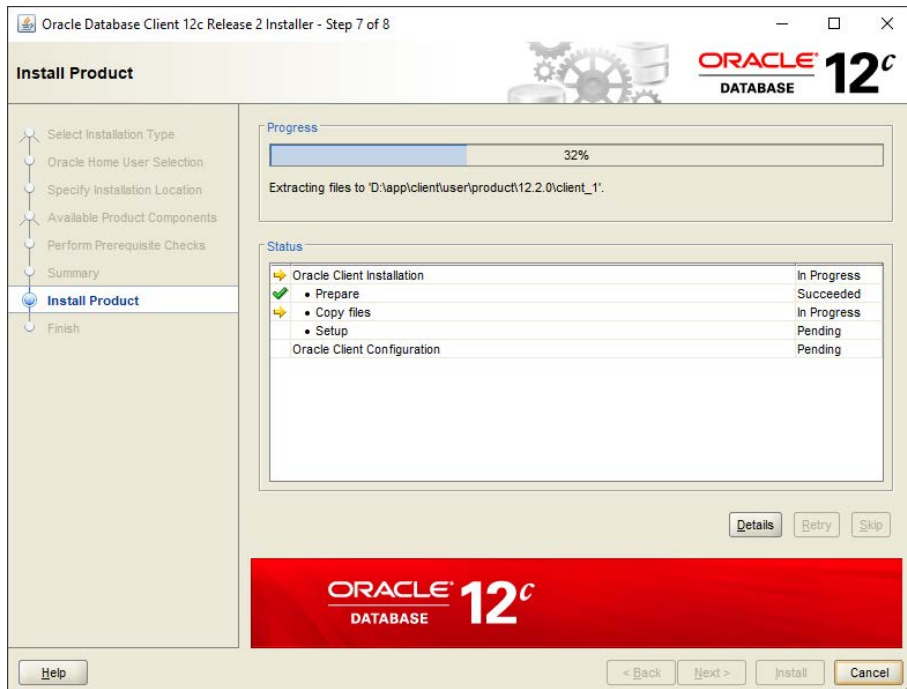 Oracle Database Client 12c Release 2 Installer - Step 7 of 8
Install Product
ORACLE® 12c
DATABASE
Select Installation Type
Oracle Home User Selection
Specify Installation Location
Available Product Components
Perform Prerequisite Checks
Summary
Install Product
Finish
Progress
32%
Extracting files to 'D:\app\client\user\product\12.2.0\client_1'.
Status
Oracle Client Installation In Progress
• Prepare Succeeded
• Copy files In Progress
• Setup Pending
Oracle Client Configuration Pending
Details Retry Skip
ORACLE® 12c
DATABASE
Help < Back Next > Install Cancel